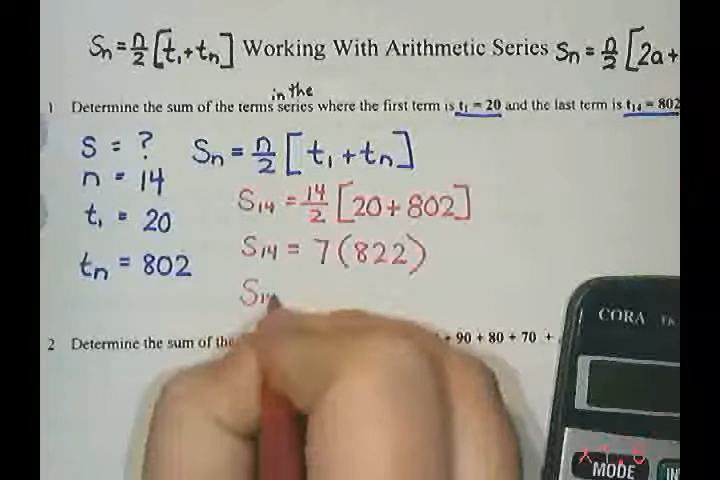 Sn = n/2 [t₁ + tn] Working With Arithmetic Series Sn = n/2 [2a +
in the
1 Determine the sum of the terms series where the first term is t₁ = 20 and the last term is t₁₄ = 802
S = ? Sn = n/2 [t₁ + tn]
n = 14
S₁₄ = 14/2 [20 + 802]
t₁ = 20
S₁₄ = 7 (822)
tn = 802
S₁
2 Determine the sum of the + 90 + 80 + 70 +
CORA
MODE